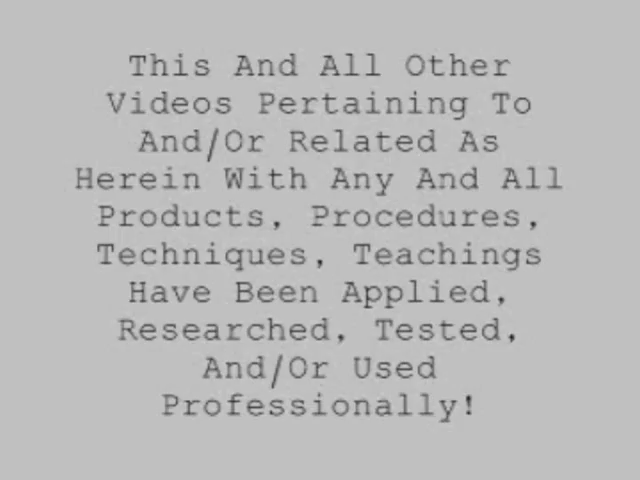 This And All Other
Videos Pertaining To
And/Or Related As
Herein With Any And All
Products, Procedures,
Techniques, Teachings
Have Been Applied,
Researched, Tested,
And/Or Used
Professionally!